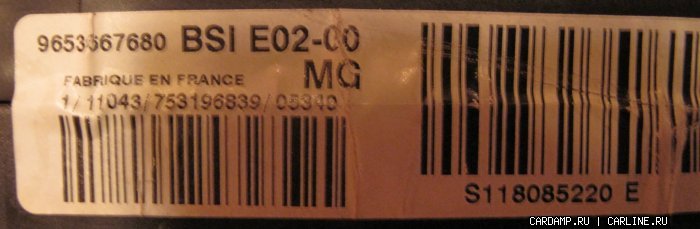 9653667680 BSI E02-00
MG
FABRIQUE EN FRANCE
1/11043/753196839/05340
S118085220 E
CARDAMP.RU | CARLINE.RU